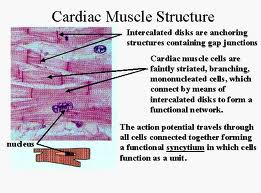 Cardiac Muscle Structure
Intercalated disks are anchoring
structures containing gap junctions
Cardiac muscle cells are
faintly striated, branching,
mononucleated cells, which
connect by means of
intercalated disks to form a
functional network.
The action potential travels through
all cells connected together forming
a functional syncytium in which cells
function as a unit.
nucleus